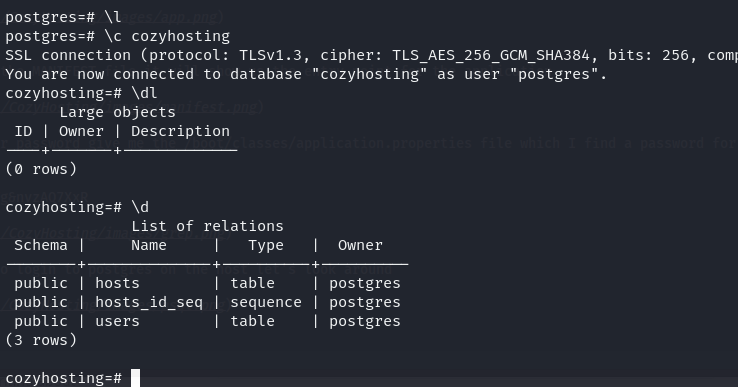 postgres=# \l
postgres=# \c cozyhosting
SSL connection (protocol: TLSv1.3, cipher: TLS_AES_256_GCM_SHA384, bits: 256, comp
You are now connected to database "cozyhosting" as user "postgres".
cozyhosting=# \dl
Large objects
ID | Owner | Description
----+-------+-------------
(0 rows)
cozyhosting=# \d
List of relations
Schema | Name | Type | Owner
--------+--------------+----------+----------
public | hosts | table | postgres
public | hosts_id_seq | sequence | postgres
public | users | table | postgres
(3 rows)
cozyhosting=#